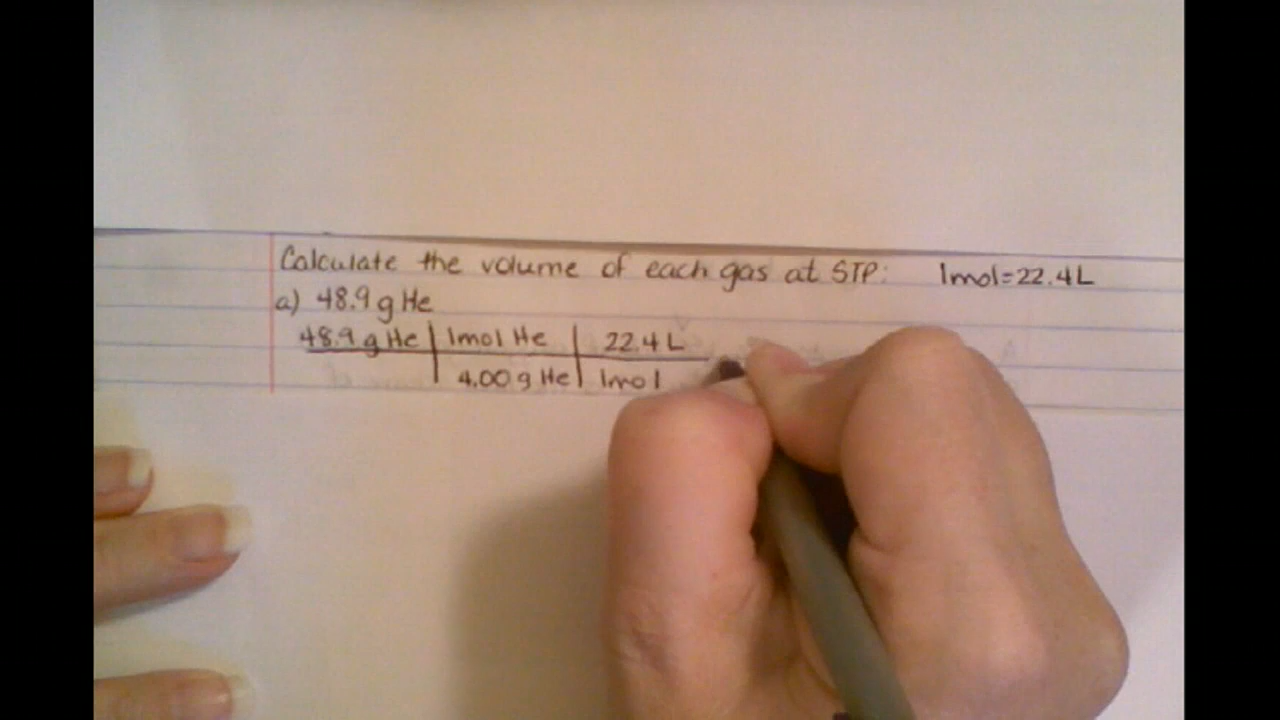 Calculate the volume of each gas at STP: 1mol=22.4L
a) 48.9 g He
48.9 g He 1mol He 22.4 L
4.00 g He 1mol